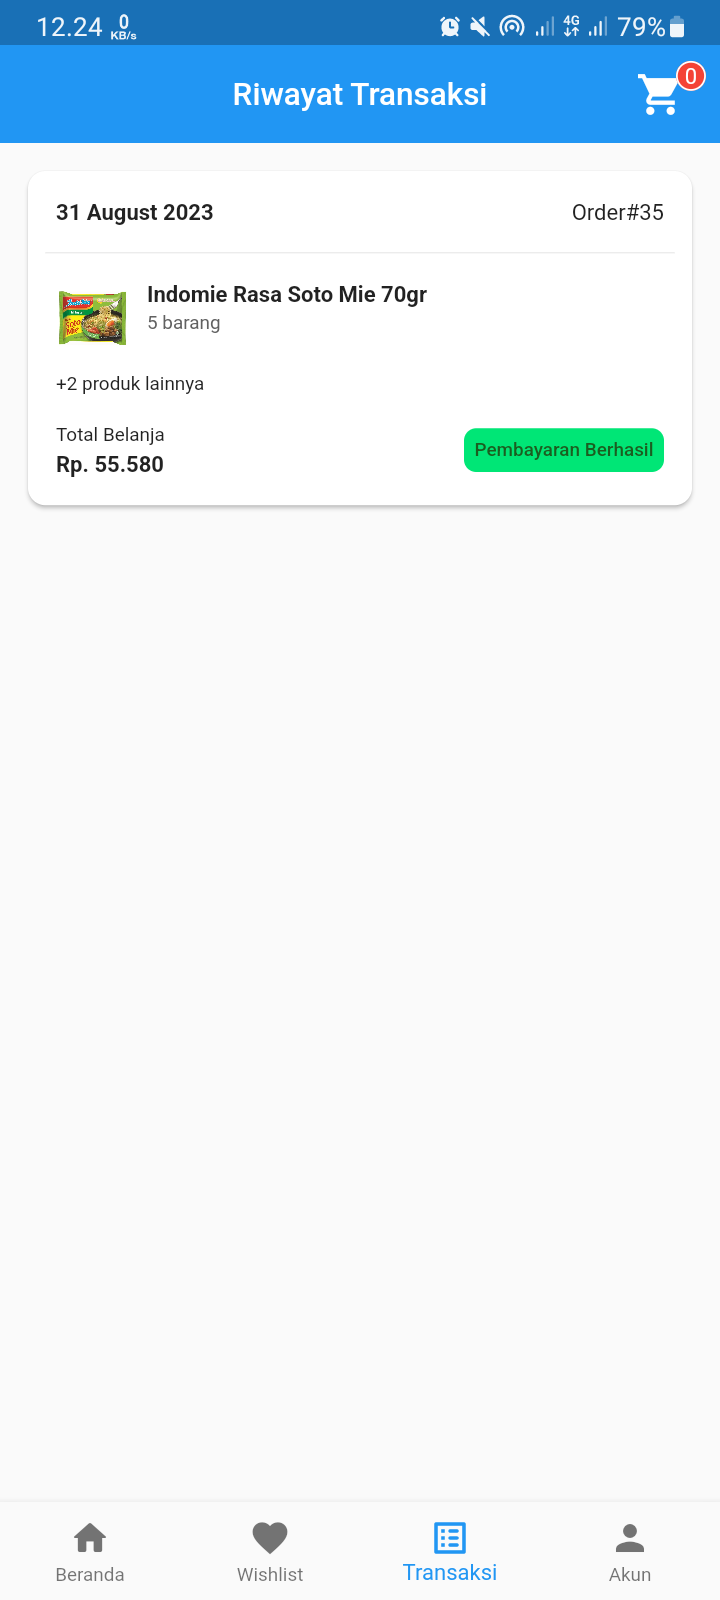 12.24 0 KB/s 4G 79%
Riwayat Transaksi 0
31 August 2023 Order#35
Indomie Rasa Soto Mie 70gr
5 barang
+2 produk lainnya
Total Belanja
Rp. 55.580
Pembayaran Berhasil
Beranda Wishlist Transaksi Akun